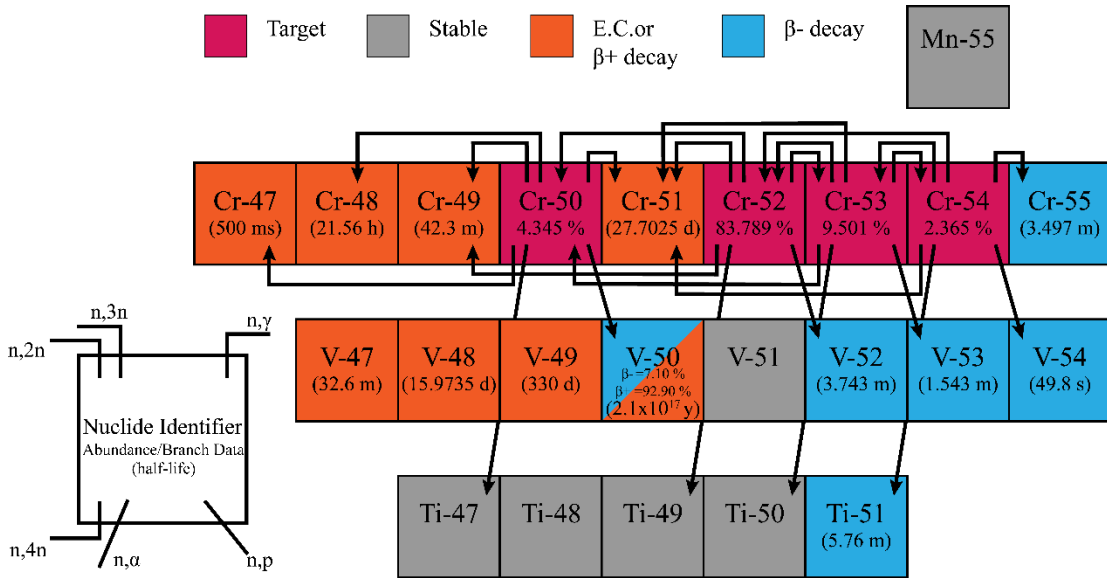 Target
Stable
E.C.or
β+ decay
β- decay
Mn-55
Cr-47
(500 ms)
Cr-48
(21.56 h)
Cr-49
(42.3 m)
Cr-50
4.345 %
Cr-51
(27.7025 d)
Cr-52
83.789 %
Cr-53
9.501 %
Cr-54
2.365 %
Cr-55
(3.497 m)
V-47
(32.6 m)
V-48
(15.9735 d)
V-49
(330 d)
V-50
β-=7.10 %
β+=92.90 %
(2.1x10¹⁷ y)
V-51
V-52
(3.743 m)
V-53
(1.543 m)
V-54
(49.8 s)
Ti-47
Ti-48
Ti-49
Ti-50
Ti-51
(5.76 m)
n,3n
n,2n
n,γ
Nuclide Identifier
Abundance/Branch Data
(half-life)
n,4n
n,α
n,p